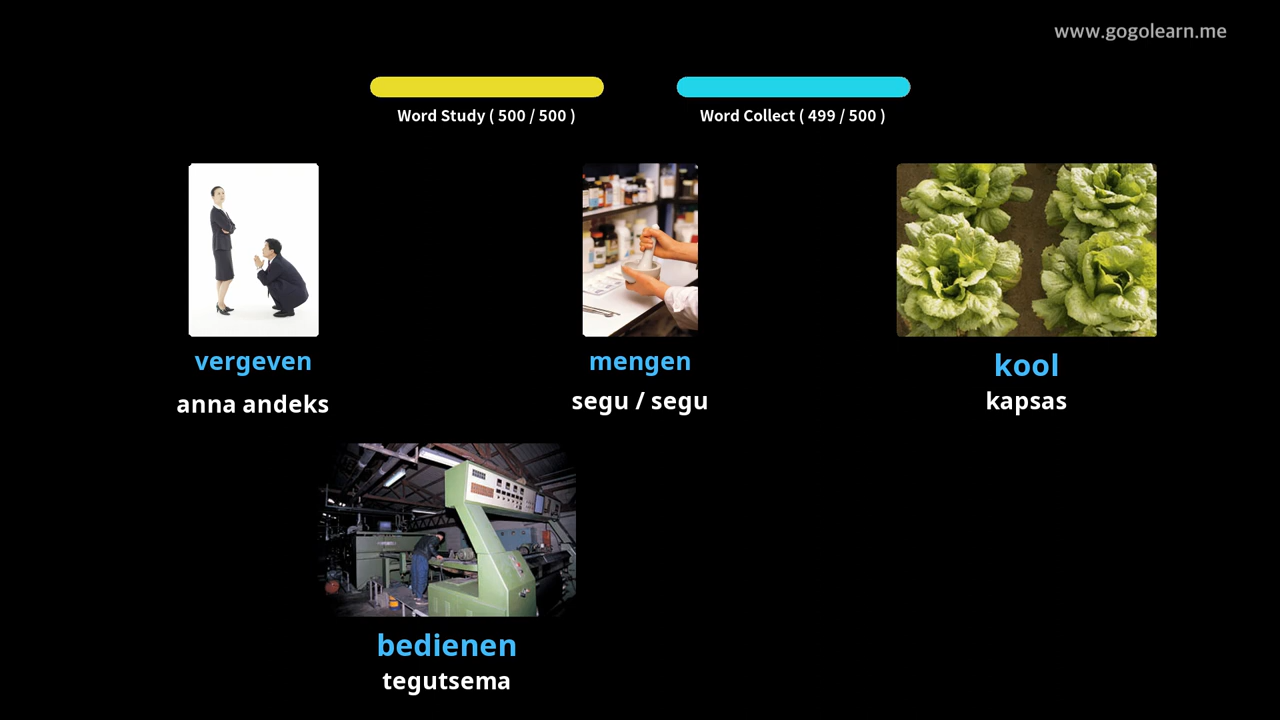 www.gogolearn.me
Word Study ( 500 / 500 )
Word Collect ( 499 / 500 )
vergeven
anna andeks
mengen
segu / segu
kool
kapsas
bedienen
tegutsema